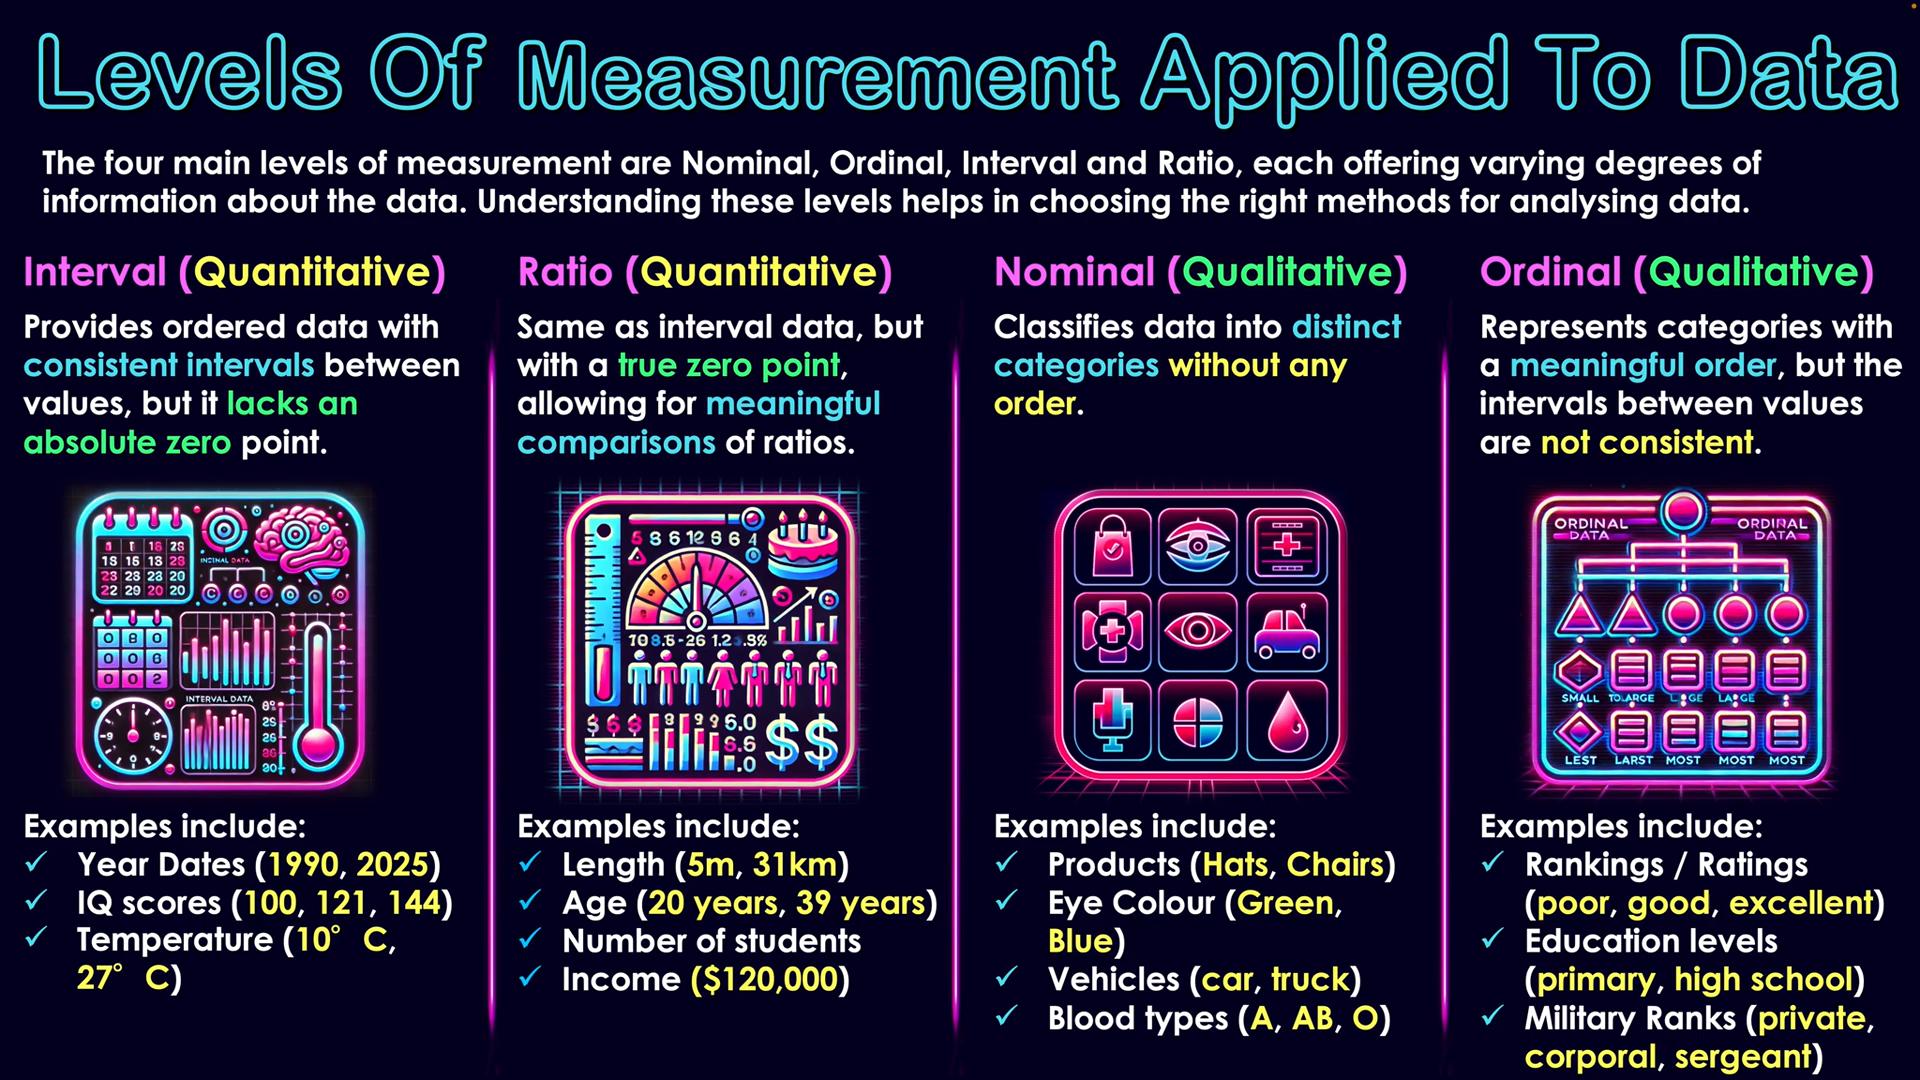 Levels Of Measurement Applied To Data
The four main levels of measurement are Nominal, Ordinal, Interval and Ratio, each offering varying degrees of
information about the data. Understanding these levels helps in choosing the right methods for analysing data.
Interval (Quantitative)
Provides ordered data with
consistent intervals between
values, but it lacks an
absolute zero point.
INTERVAL DATA
Examples include:
✓ Year Dates (1990, 2025)
✓ IQ scores (100, 121, 144)
✓ Temperature (10° C,
27° C)
Ratio (Quantitative)
Same as interval data, but
with a true zero point,
allowing for meaningful
comparisons of ratios.
$$
Examples include:
✓ Length (5m, 31km)
✓ Age (20 years, 39 years)
✓ Number of students
✓ Income ($120,000)
Nominal (Qualitative)
Classifies data into distinct
categories without any
order.
Examples include:
✓ Products (Hats, Chairs)
✓ Eye Colour (Green,
Blue)
✓ Vehicles (car, truck)
✓ Blood types (A, AB, O)
Ordinal (Qualitative)
Represents categories with
a meaningful order, but the
intervals between values
are not consistent.
ORDINAL DATA
ORDINAL DATA
SMALL
LEST LARST MOST MOST MOST
Examples include:
✓ Rankings / Ratings
(poor, good, excellent)
✓ Education levels
(primary, high school)
✓ Military Ranks (private,
corporal, sergeant)